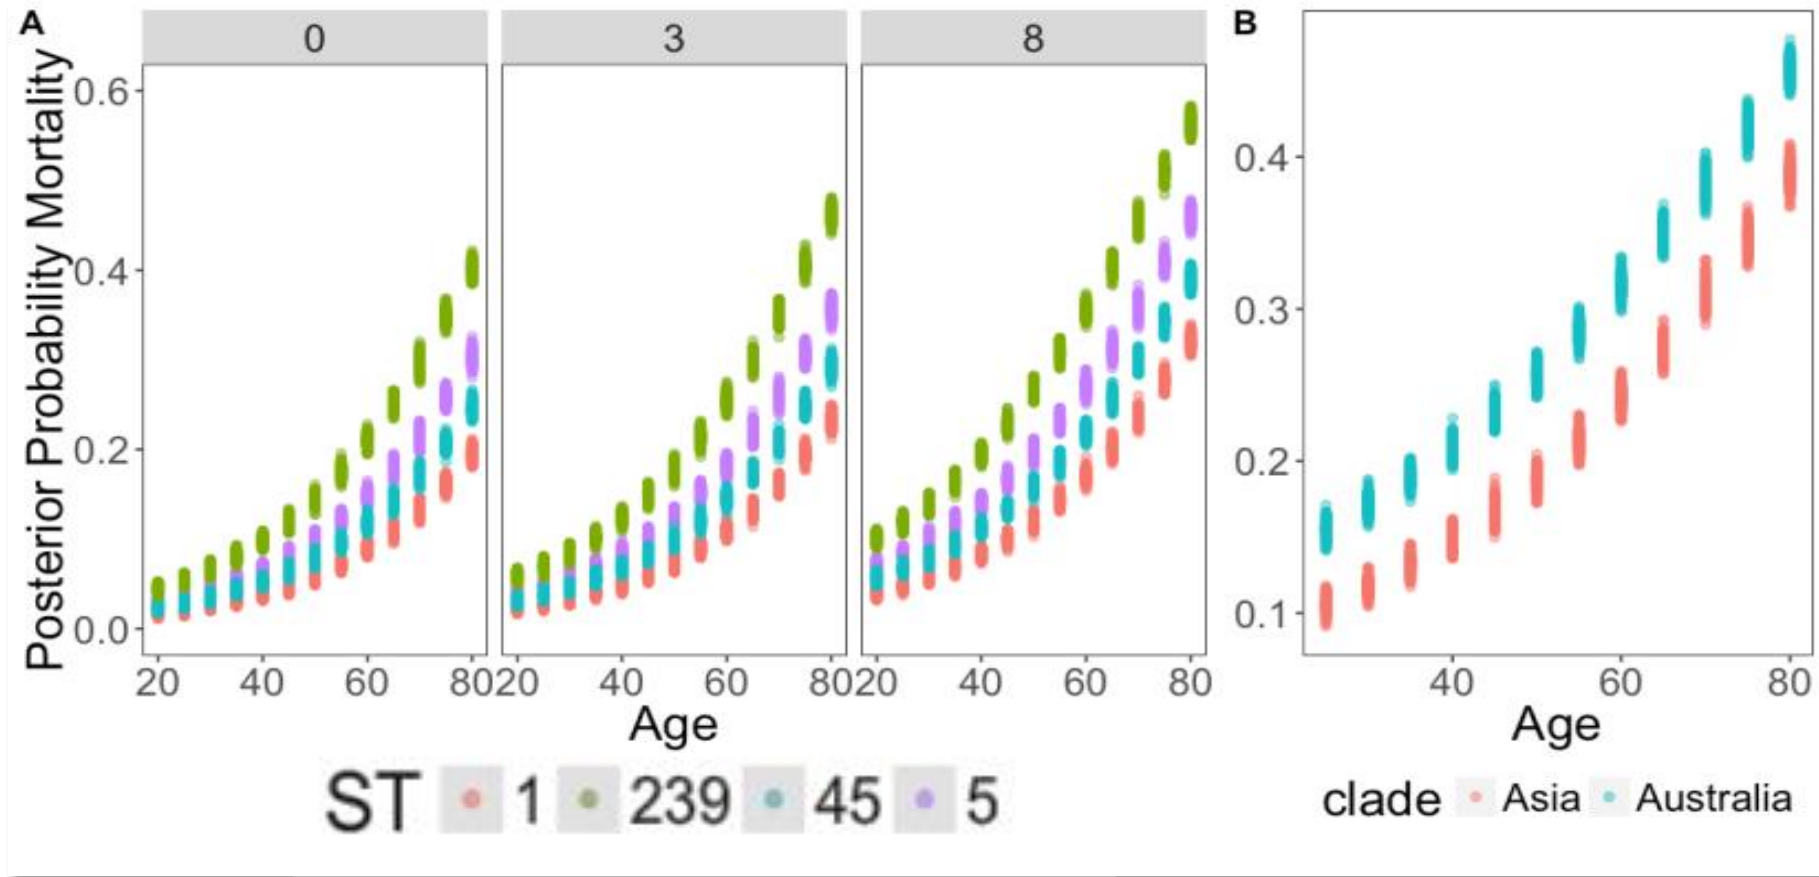 A
0 3 8
B
Posterior Probability Mortality
0.6
0.4
0.2
0.0
20 40 60 80 20 40 60 80 20 40 60 80
Age
ST 1 239 45 5
0.4
0.3
0.2
0.1
40 60 80
Age
clade Asia Australia